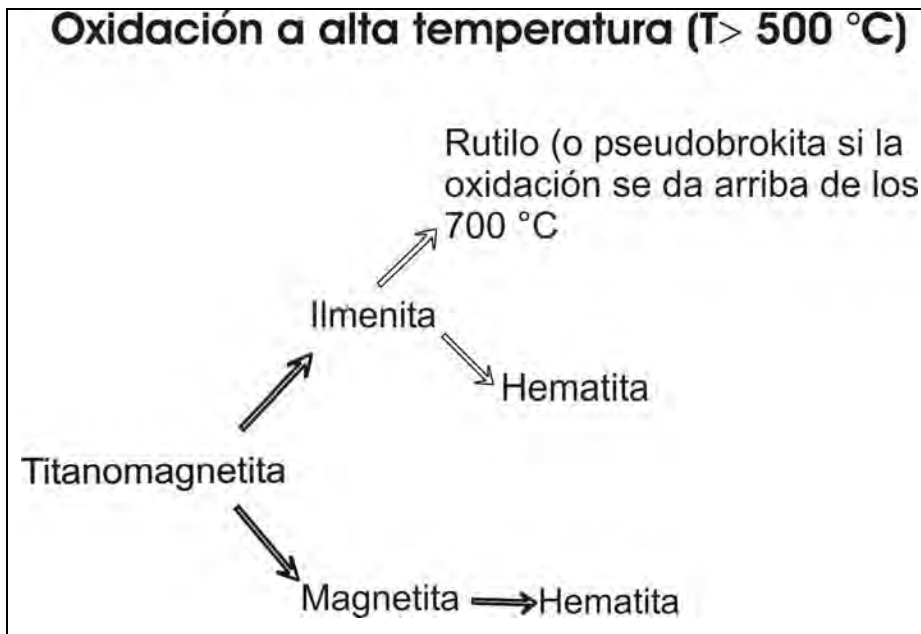 Oxidación a alta temperatura (T> 500 °C)
Rutilo (o pseudobrokita si la
oxidación se da arriba de los
700 °C
Ilmenita
Hematita
Titanomagnetita
Magnetita
Hematita